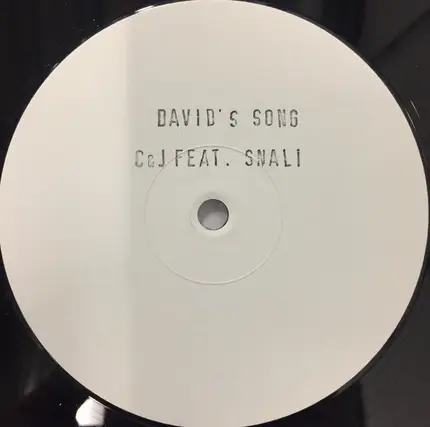 DAVID'S SONG
C&J FEAT. SNALI